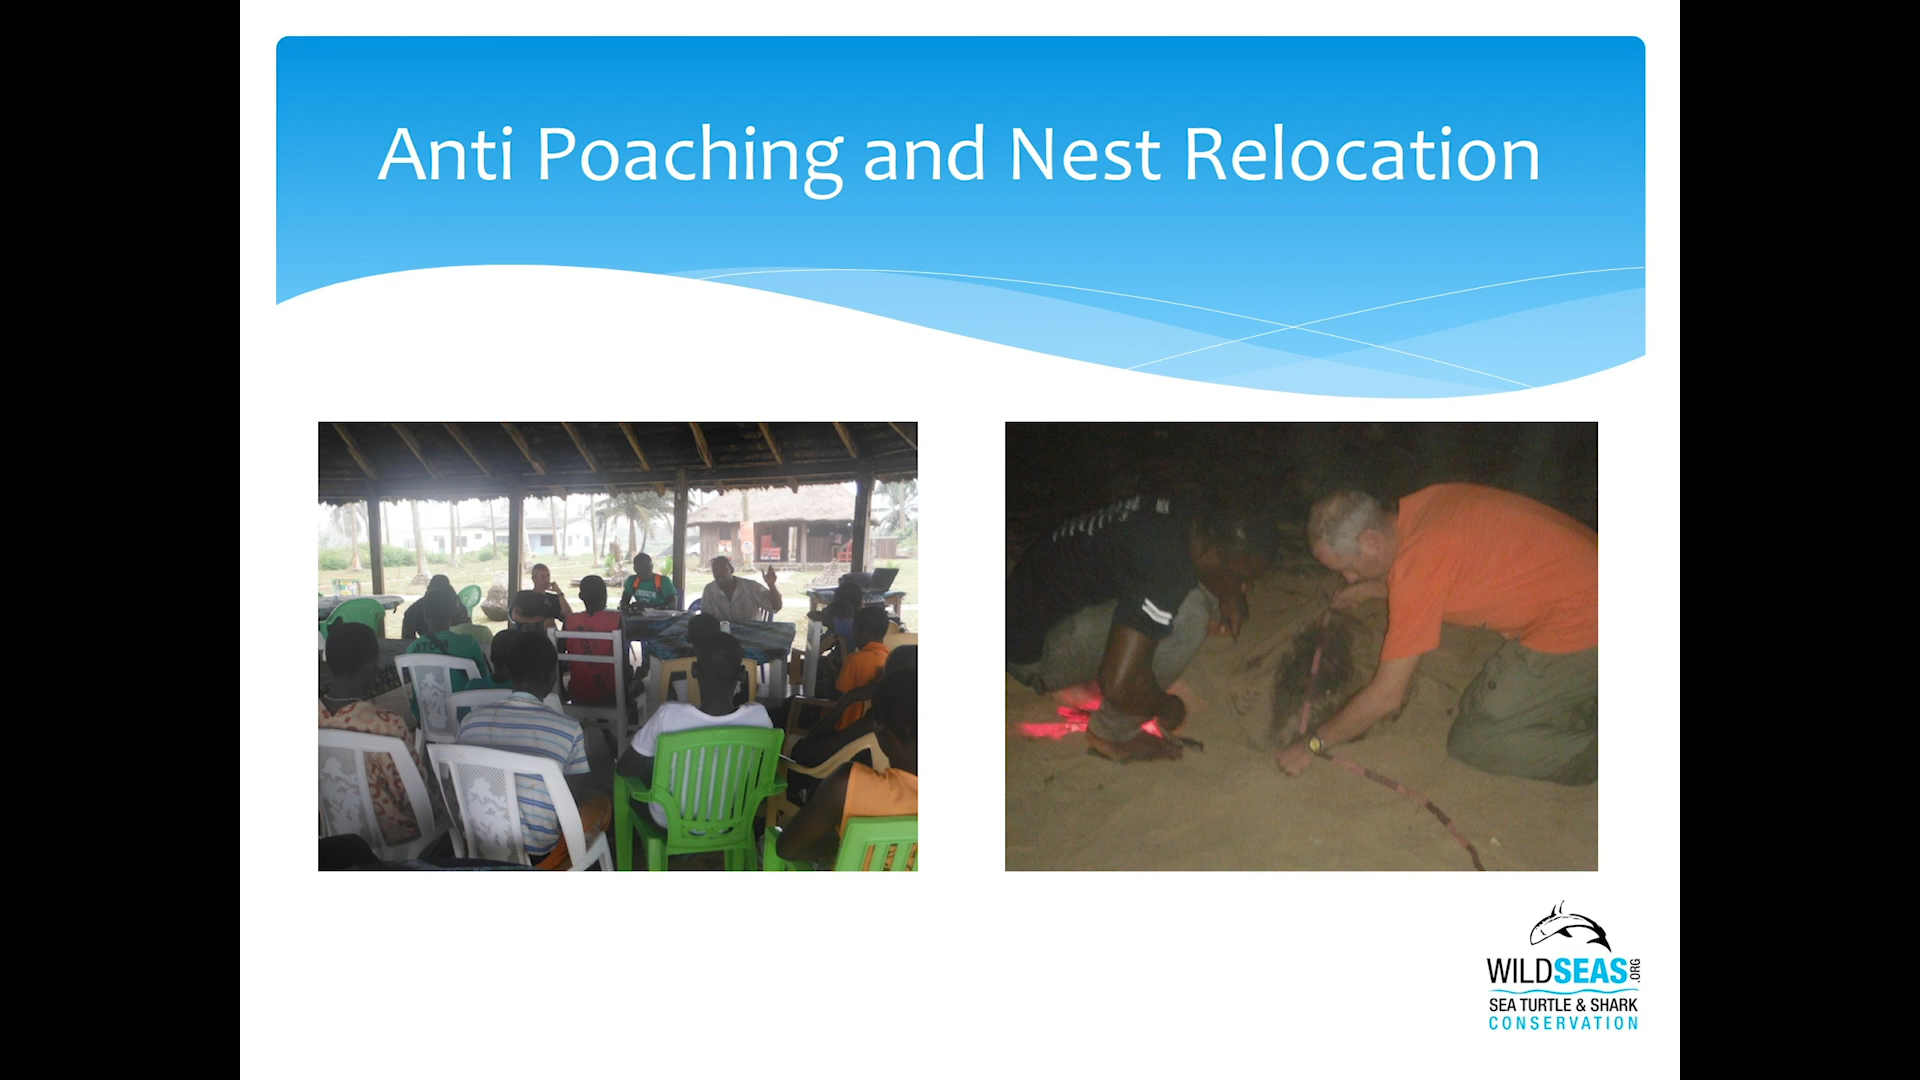 Anti Poaching and Nest Relocation
WILDSEAS.ORG
SEA TURTLE & SHARK
CONSERVATION